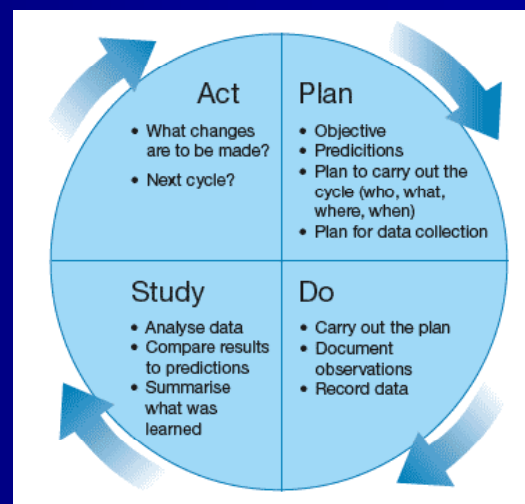 Act
• What changes
are to be made?
• Next cycle?
Plan
• Objective
• Predicitions
• Plan to carry out the
cycle (who, what,
where, when)
• Plan for data collection
Study
• Analyse data
• Compare results
to predictions
• Summarise
what was
learned
Do
• Carry out the plan
• Document
observations
• Record data